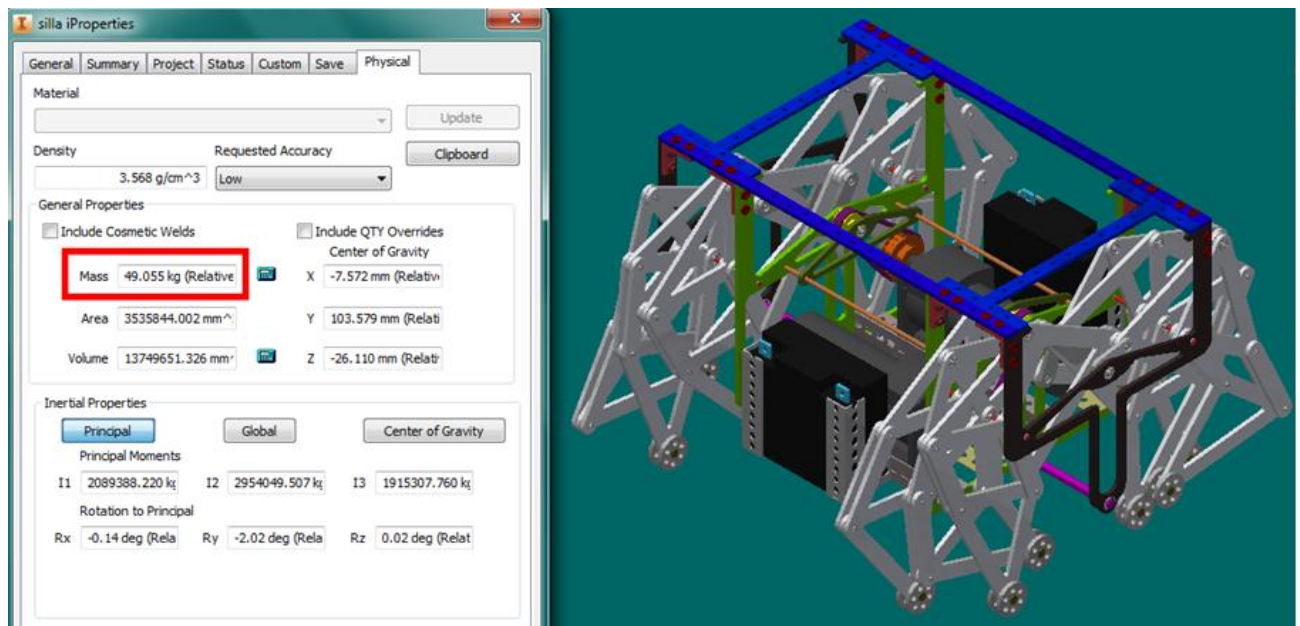 silla iProperties
General Summary Project Status Custom Save Physical
Material
Update
Density Requested Accuracy
3.568 g/cm^3 Low Clipboard
General Properties
Include Cosmetic Welds Include QTY Overrides
Center of Gravity
Mass 49.055 kg (Relative X -7.572 mm (Relativ
Area 3535844.002 mm^ Y 103.579 mm (Relati
Volume 13749651.326 mm Z -26.110 mm (Relati
Inertial Properties
Principal Global Center of Gravity
Principal Moments
I1 2089388.220 kg I2 2954049.507 kg I3 1915307.760 kg
Rotation to Principal
Rx -0.14 deg (Rela Ry -2.02 deg (Rela Rz 0.02 deg (Relat